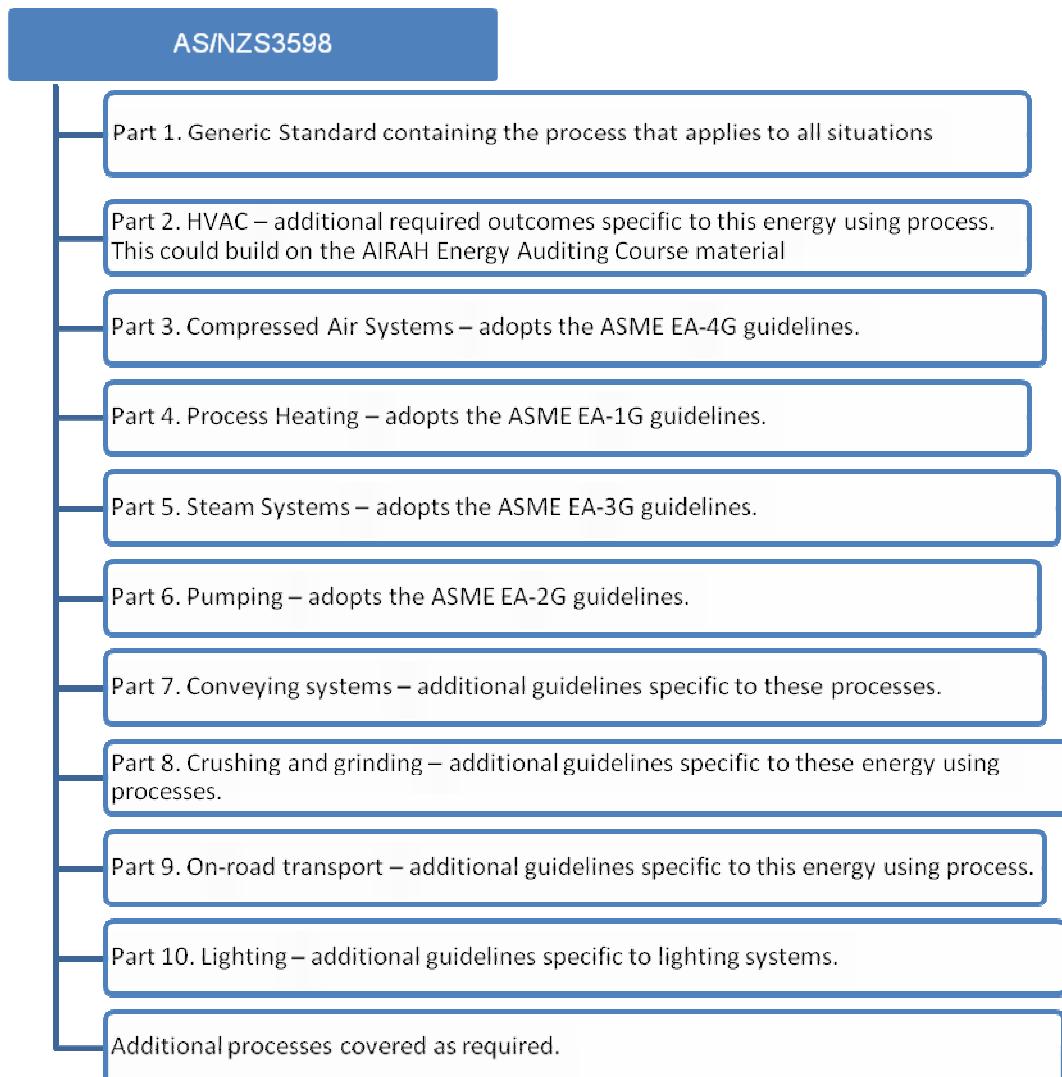 AS/NZS3598
Part 1. Generic Standard containing the process that applies to all situations
Part 2. HVAC – additional required outcomes specific to this energy using process.
This could build on the AIRAH Energy Auditing Course material
Part 3. Compressed Air Systems – adopts the ASME EA-4G guidelines.
Part 4. Process Heating – adopts the ASME EA-1G guidelines.
Part 5. Steam Systems – adopts the ASME EA-3G guidelines.
Part 6. Pumping – adopts the ASME EA-2G guidelines.
Part 7. Conveying systems – additional guidelines specific to these processes.
Part 8. Crushing and grinding – additional guidelines specific to these energy using
processes.
Part 9. On-road transport – additional guidelines specific to this energy using process.
Part 10. Lighting – additional guidelines specific to lighting systems.
Additional processes covered as required.